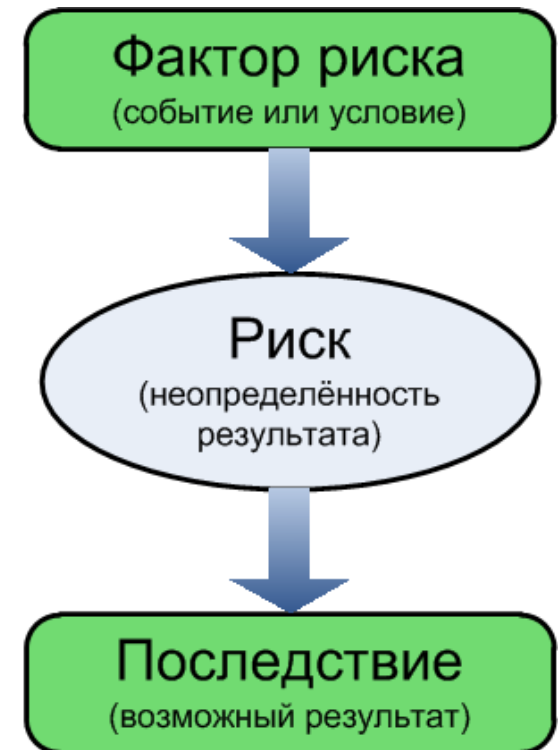 Фактор риска
(событие или условие)
Риск
(неопределённость
результата)
Последствие
(возможный результат)